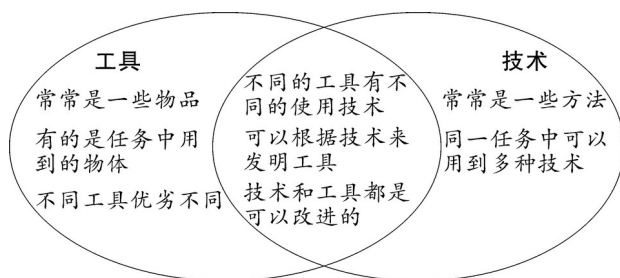 工具
常常是一些物品
有的是任务中用
到的物体
不同工具优劣不同
不同的工具有不
同的使用技术
可以根据技术来
发明工具
技术和工具都是
可以改进的
技术
常常是一些方法
同一任务中可以
用到多种技术